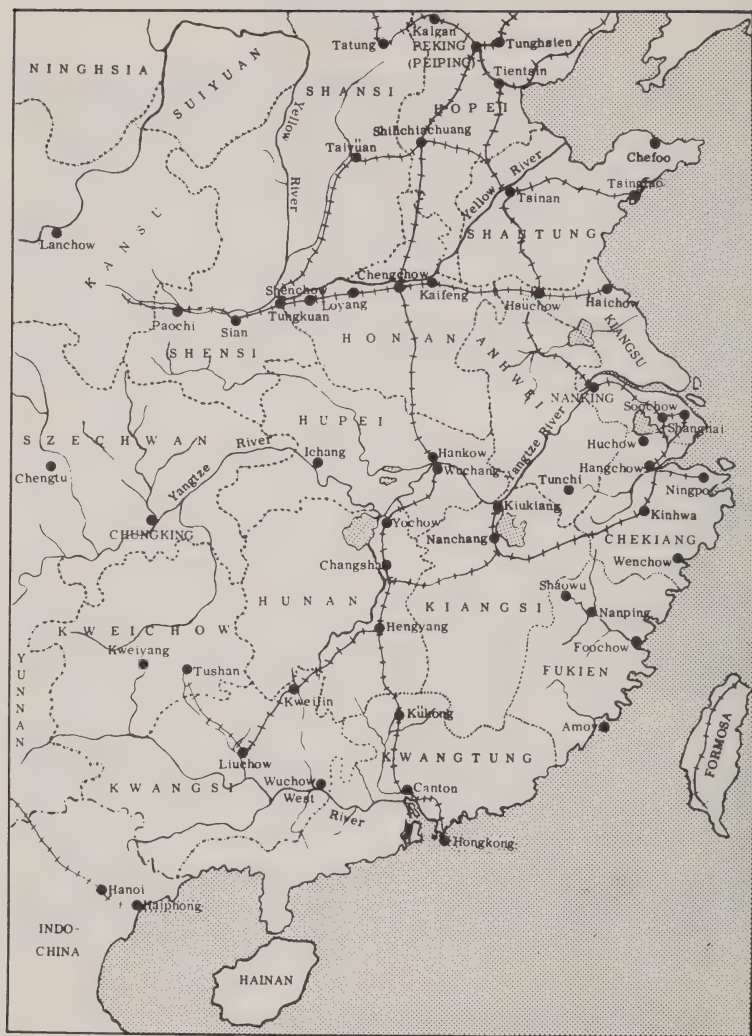 Kalgan
Tatung
PEKING
(PEIPING)
Tunghsien
NINGHSIA
SUIYUAN
Tientsin
SHANSI
HOPEI
Yellow
River
Shihchiachuang
Taiyuan
Chefoo
Yellow River
Tsingtao
Tsinan
SHANTUNG
Lanchow
KANSU
Chengchow
Shenchow
Loyang
Kaifeng
Hsuchow
Haichow
Tungkuan
Paochi
Sian
SHENSI
HONAN
ANHWEI
KIANGSU
NANKING
Soochow
Shanghai
HUPEI
Huchow
SZECHWAN
Yangtze River
Ichang
Hankow
Wuchang
Yangtze River
Hangchow
Chengtu
Tunchi
Ningpo
CHUNGKING
Yochow
Kiukiang
Kinhwa
Nanchang
CHEKIANG
Changsha
Wenchow
HUNAN
KIANGSI
Shaowu
Nanping
KWEICHOW
Hengyang
Kweiyang
Foochow
YUNNAN
Tushan
FUKIEN
Kweilin
Kukong
Amoy
FORMOSA
Liuchow
KWANGTUNG
KWANGSI
Wuchow
West
River
Canton
Hongkong
Hanoi
Haiphong
INDO-
CHINA
HAINAN